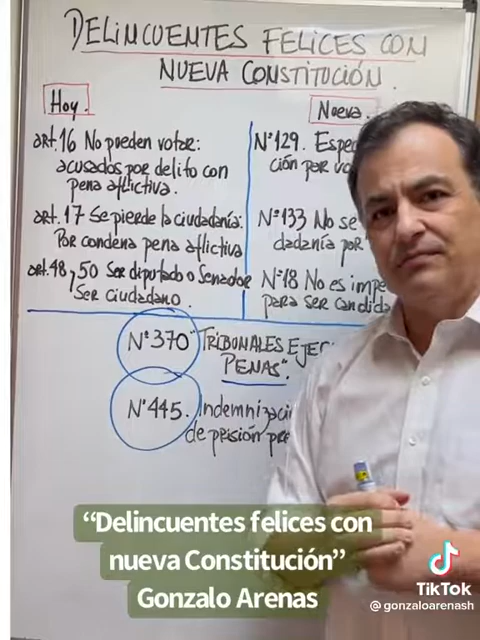 DELINCUENTES FELICES CON
NUEVA CONSTITUCIÓN.
Hoy.
art.16 No pueden votar:
acusados por delito con
pena aflictiva.
art.17 Se pierde la ciudadanía:
Por condena pena aflictiva
art.48 y 50 Ser diputado o Senador
Ser ciudadano.
Nueva.
N°129. Espe
ción por vo
N°133 No se
dadanía por
N°18 No es impe
para ser candida
N°370 "TRIBUNALES EJEC
PENAS".
N°445. Indemniza
de prisión pre
“Delincuentes felices con
nueva Constitución”
Gonzalo Arenas
TikTok
@gonzaloarenash